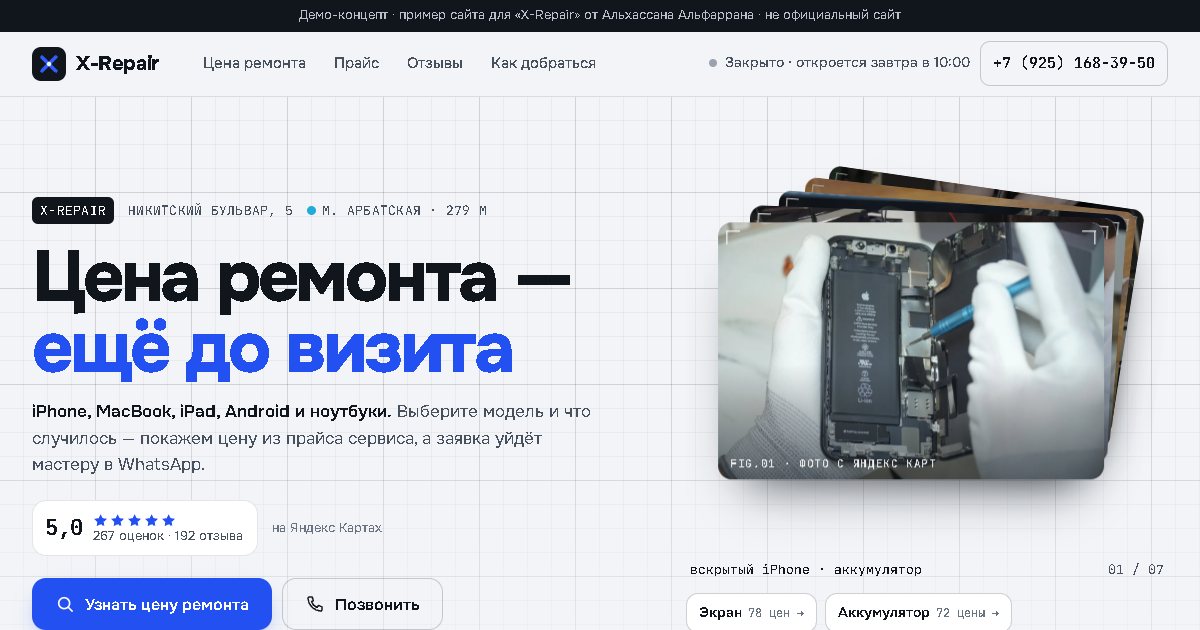 Демо-концепт · пример сайта для «X-Repair» от Альхассана Альфаррана · не официальный сайт
X-Repair
Цена ремонта
Прайс
Отзывы
Как добраться
Закрыто · откроется завтра в 10:00
+7 (925) 168-39-50
X-REPAIR
НИКИТСКИЙ БУЛЬВАР, 5
М. АРБАТСКАЯ · 279 М
Цена ремонта —
ещё до визита
iPhone, MacBook, iPad, Android и ноутбуки. Выберите модель и что
случилось — покажем цену из прайса сервиса, а заявка уйдёт
мастеру в WhatsApp.
5,0
267 оценок · 192 отзыва
на Яндекс Картах
Узнать цену ремонта
Позвонить
FIG.01 · ФОТО С ЯНДЕКС КАРТ
вскрытый iPhone · аккумулятор
01 / 07
Экран 78 цен →
Аккумулятор 72 цены →